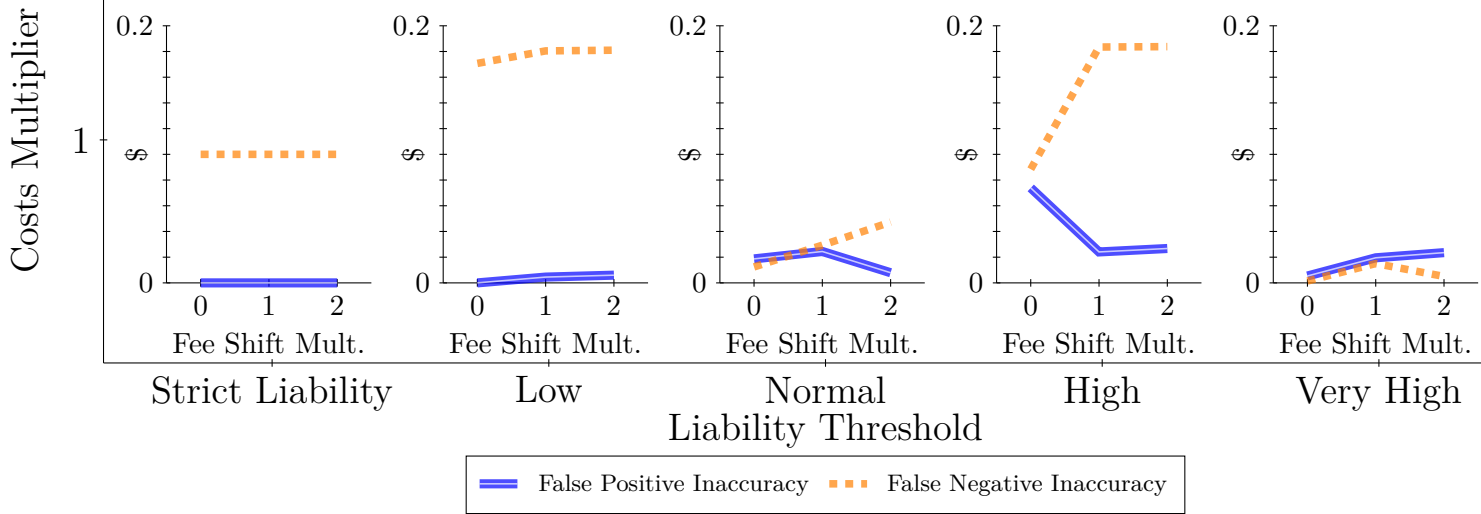 Costs Multiplier
1
0.2
0
$
0 1 2
Fee Shift Mult.
0.2
0
$
0 1 2
Fee Shift Mult.
0.2
0
$
0 1 2
Fee Shift Mult.
0.2
0
$
0 1 2
Fee Shift Mult.
0.2
0
$
0 1 2
Fee Shift Mult.
Strict Liability Low Normal High Very High
Liability Threshold
False Positive Inaccuracy False Negative Inaccuracy